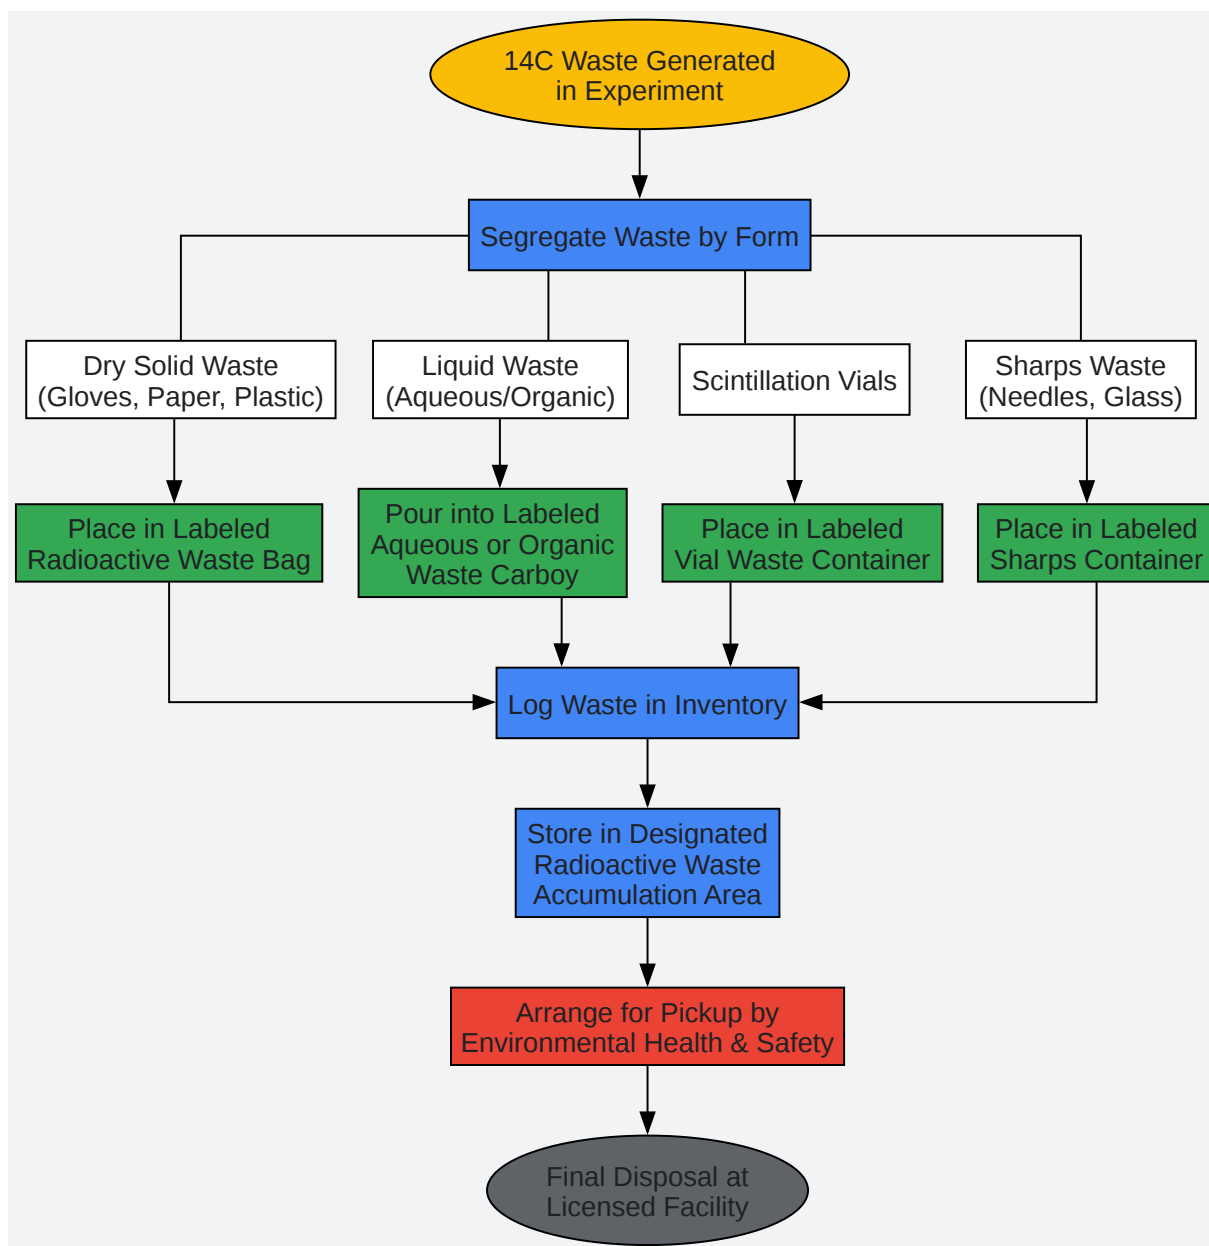 14C Waste Generated
in Experiment
Segregate Waste by Form
Dry Solid Waste
(Gloves, Paper, Plastic)
Liquid Waste
(Aqueous/Organic)
Scintillation Vials
Sharps Waste
(Needles, Glass)
Place in Labeled
Radioactive Waste Bag
Pour into Labeled
Aqueous or Organic
Waste Carboy
Place in Labeled
Vial Waste Container
Place in Labeled
Sharps Container
Log Waste in Inventory
Store in Designated
Radioactive Waste
Accumulation Area
Arrange for Pickup by
Environmental Health & Safety
Final Disposal at
Licensed Facility